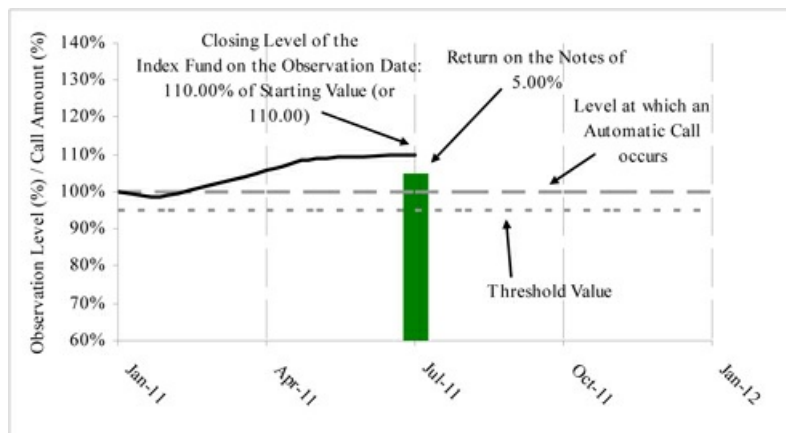 Observation Level (%) / Call Amount (%)
140%
130%
120%
110%
100%
90%
80%
70%
60%
Closing Level of the
Index Fund on the Observation Date:
110.00% of Starting Value (or
110.00)
Return on the Notes of
5.00%
Level at which an
Automatic Call
occurs
Threshold Value
Jan-11
Apr-11
Jul-11
Oct-11
Jan-12